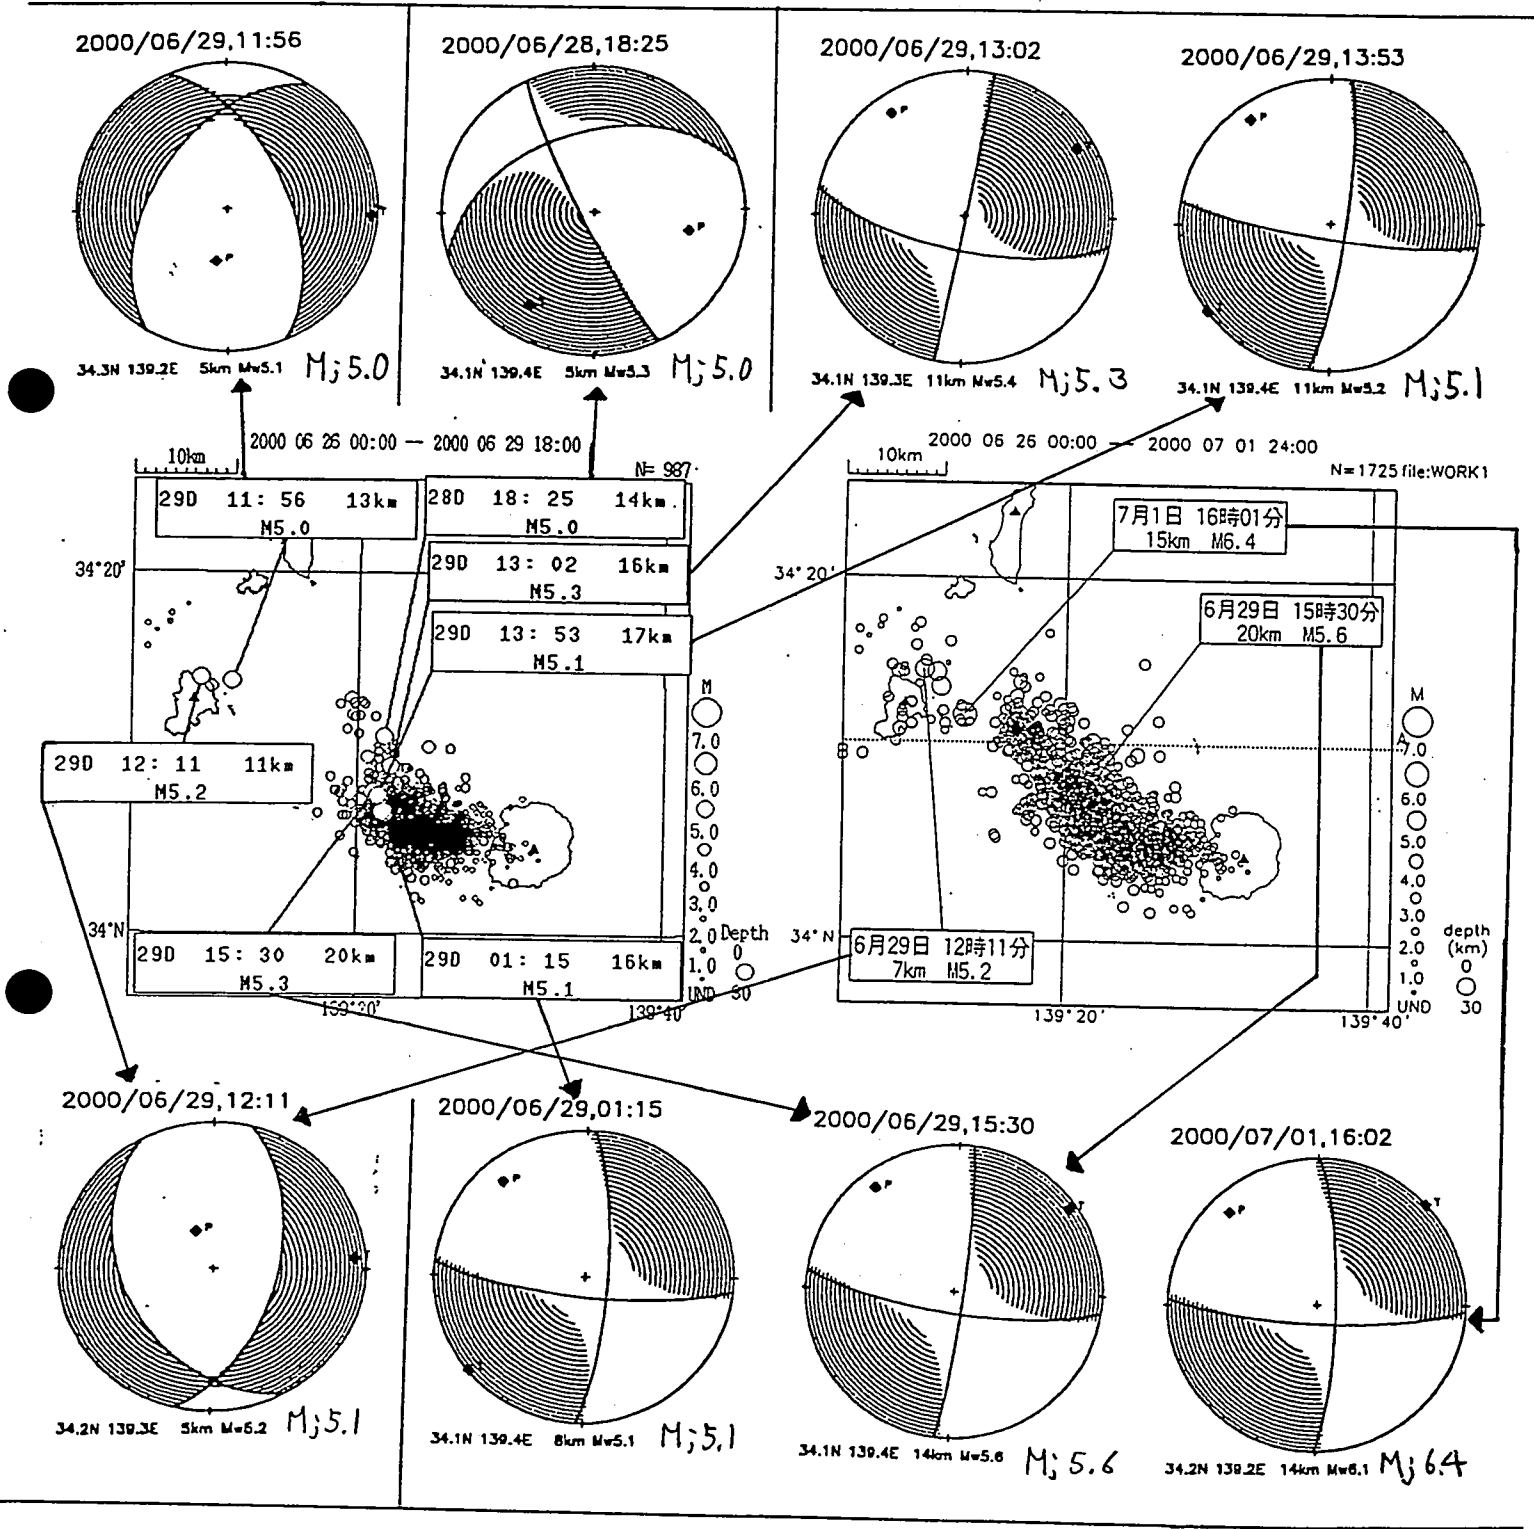 2000/06/29,11:56
2000/06/28,18:25
2000/06/29,13:02
2000/06/29,13:53
P
T
P
T
P
T
P
T
34.3N 139.2E 5km Mw5.1 Mj5.0
34.1N 139.4E 5km Mw5.3 Mj5.0
34.1N 139.3E 11km Mw5.4 Mj5.3
34.1N 139.4E 11km Mw5.2 Mj5.1
2000 06 26 00:00 — 2000 06 29 18:00
10km
N= 987
29D 11: 56 13km
M5.0
28D 18: 25 14km
M5.0
29D 13: 02 16km
M5.3
29D 13: 53 17km
M5.1
34°20'
29D 12: 11 11km
M5.2
34°N
29D 15: 30 20km
M5.3
29D 01: 15 16km
M5.1
139°20'
139°40'
M
7.0
6.0
5.0
4.0
3.0
2.0
1.0
UND
Depth
0
30
2000 06 26 00:00 — 2000 07 01 24:00
10km
N=1725 file:WORK1
7月1日 16時01分
15km M6.4
6月29日 15時30分
20km M5.6
34°20'
A
34°N
6月29日 12時11分
7km M5.2
139°20'
139°40'
M
7.0
6.0
5.0
4.0
3.0
2.0
1.0
UND
depth
(km)
0
30
2000/06/29,12:11
2000/06/29,01:15
2000/06/29,15:30
2000/07/01,16:02
P
T
P
T
P
T
P
T
34.2N 139.3E 5km Mw5.2 Mj5.1
34.1N 139.4E 8km Mw5.1 Mj5.1
34.1N 139.4E 14km Mw5.6 Mj5.6
34.2N 139.2E 14km Mw6.1 Mj6.4